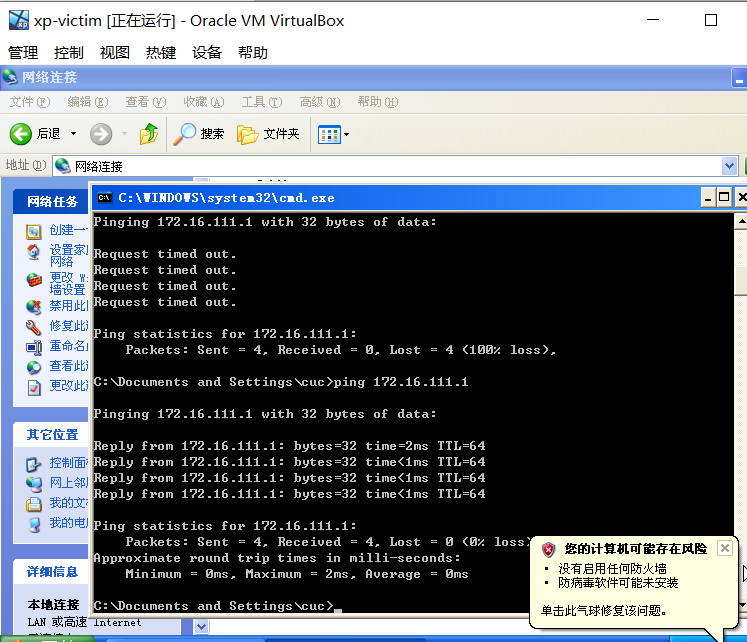 xp-victim [正在运行] - Oracle VM VirtualBox
管理 控制 视图 热键 设备 帮助
网络连接
文件(F) 编辑(E) 查看(V) 收藏(A) 工具(T) 高级(N) 帮助(H)
后退 搜索 文件夹
地址(D) 网络连接
网络任务
创建一
设置家
网络
更改 W
墙设置
禁用此
修复此
重命名
查看此
更改此
其它位置
控制面
网上邻
我的文
我的电
详细信息
本地连接
LAN 或高速 Internet
C:\WINDOWS\system32\cmd.exe
Pinging 172.16.111.1 with 32 bytes of data:
Request timed out.
Request timed out.
Request timed out.
Request timed out.
Ping statistics for 172.16.111.1:
Packets: Sent = 4, Received = 0, Lost = 4 (100% loss),
C:\Documents and Settings\cuc>ping 172.16.111.1
Pinging 172.16.111.1 with 32 bytes of data:
Reply from 172.16.111.1: bytes=32 time=2ms TTL=64
Reply from 172.16.111.1: bytes=32 time<1ms TTL=64
Reply from 172.16.111.1: bytes=32 time<1ms TTL=64
Reply from 172.16.111.1: bytes=32 time<1ms TTL=64
Ping statistics for 172.16.111.1:
Packets: Sent = 4, Received = 4, Lost = 0 (0% loss)
Approximate round trip times in milli-seconds:
Minimum = 0ms, Maximum = 2ms, Average = 0ms
C:\Documents and Settings\cuc>_
您的计算机可能存在风险
• 没有启用任何防火墙
• 防病毒软件可能未安装
单击此气球修复该问题。